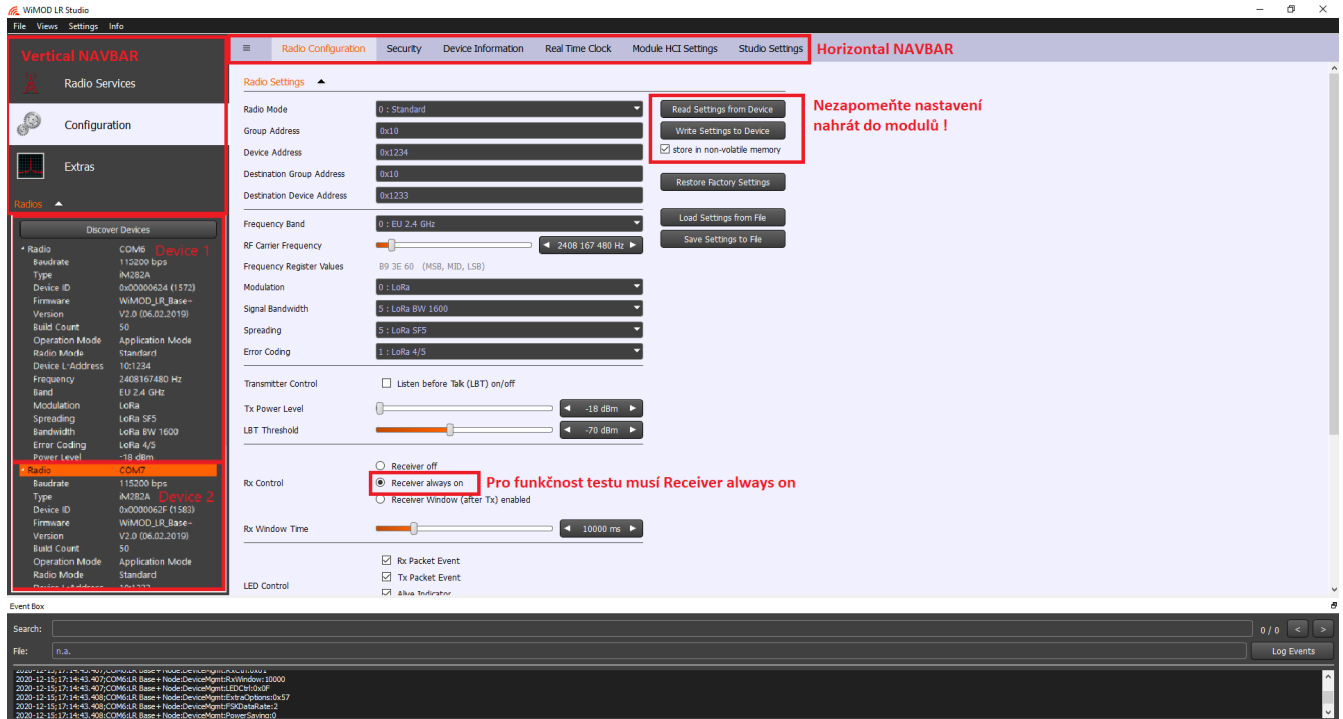 WiMOD LR Studio
File Views Settings Info
Vertical NAVBAR
Radio Services
Configuration
Extras
Radios
Discover Devices
Radio COM6 Device 1
Baudrate 115200 bps
Type iM282A
Device ID 0x00000624 (1572)
Firmware WiMOD_LR_Base+
Version V2.0 (06.02.2019)
Build Count 50
Operation Mode Application Mode
Radio Mode Standard
Device L-Address 10:1234
Frequency 2408167480 Hz
Band EU 2.4 GHz
Modulation LoRa
Spreading LoRa SF5
Bandwidth LoRa BW 1600
Error Coding LoRa 4/5
Power Level -18 dBm
Radio COM7
Baudrate 115200 bps
Type iM282A Device 2
Device ID 0x0000062F (1583)
Firmware WiMOD_LR_Base+
Version V2.0 (06.02.2019)
Build Count 50
Operation Mode Application Mode
Radio Mode Standard
Radio Configuration Security Device Information Real Time Clock Module HCI Settings Studio Settings Horizontal NAVBAR
Radio Settings
Radio Mode 0 : Standard
Group Address 0x10
Device Address 0x1234
Destination Group Address 0x10
Destination Device Address 0x1233
Read Settings from Device
Write Settings to Device
store in non-volatile memory
Nezapomeňte nastavení
nahrát do modulů !
Restore Factory Settings
Load Settings from File
Save Settings to File
Frequency Band 0 : EU 2.4 GHz
RF Carrier Frequency 2408 167 480 Hz
Frequency Register Values B9 3E 60 (MSB, MID, LSB)
Modulation 0 : LoRa
Signal Bandwidth 5 : LoRa BW 1600
Spreading 5 : LoRa SF5
Error Coding 1 : LoRa 4/5
Transmitter Control Listen before Talk (LBT) on/off
Tx Power Level -18 dBm
LBT Threshold -70 dBm
Receiver off
Rx Control Receiver always on Pro funkčnost testu musí Receiver always on
Receiver Window (after Tx) enabled
Rx Window Time 10000 ms
Rx Packet Event
Tx Packet Event
LED Control Alive Indicator
Event Box
Search: 0 / 0 < >
File: n.a. Log Events
2020-12-15;17:14:43.407;COM6:LR Base+ Node:DeviceMgmt:RxCtrl:0x01
2020-12-15;17:14:43.407;COM6:LR Base+ Node:DeviceMgmt:RxWindow:10000
2020-12-15;17:14:43.407;COM6:LR Base+ Node:DeviceMgmt:LEDCtrl:0x0F
2020-12-15;17:14:43.408;COM6:LR Base+ Node:DeviceMgmt:ExtraOptions:0x57
2020-12-15;17:14:43.408;COM6:LR Base+ Node:DeviceMgmt:FSKDataRate:2
2020-12-15;17:14:43.408;COM6:LR Base+ Node:DeviceMgmt:PowerSaving:0